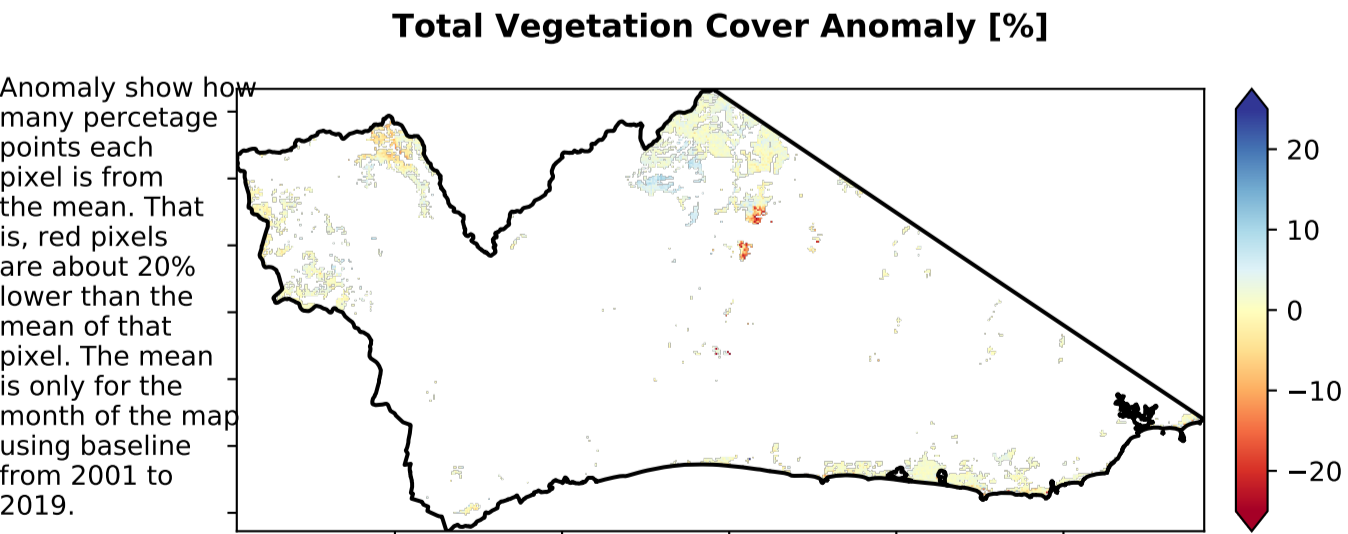 Total Vegetation Cover Anomaly [%]
Anomaly show how
many percetage
points each
pixel is from
the mean. That
is, red pixels
are about 20%
lower than the
mean of that
pixel. The mean
is only for the
month of the map
using baseline
from 2001 to
2019.
20
10
0
−10
−20